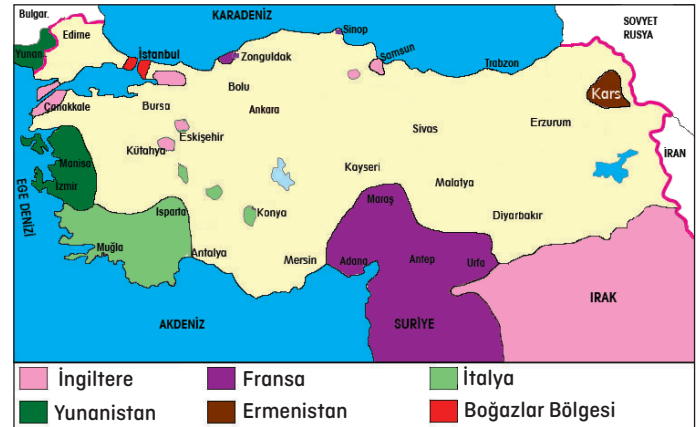 Bulgar.
KARADENİZ
SOVYET
RUSYA
Edirne
Sinop
Yunan
İstanbul
Zonguldak
Samsun
Trabzon
Bolu
Kars
Çanakkale
Bursa
Ankara
Eskişehir
Sivas
Erzurum
Kütahya
İRAN
Manisa
Kayseri
Malatya
İzmir
Maraş
EGE DENİZİ
Isparta
Konya
Diyarbakır
Muğla
Antalya
Mersin
Adana
Antep
Urfa
IRAK
AKDENİZ
SURİYE
İngiltere
Fransa
İtalya
Yunanistan
Ermenistan
Boğazlar Bölgesi